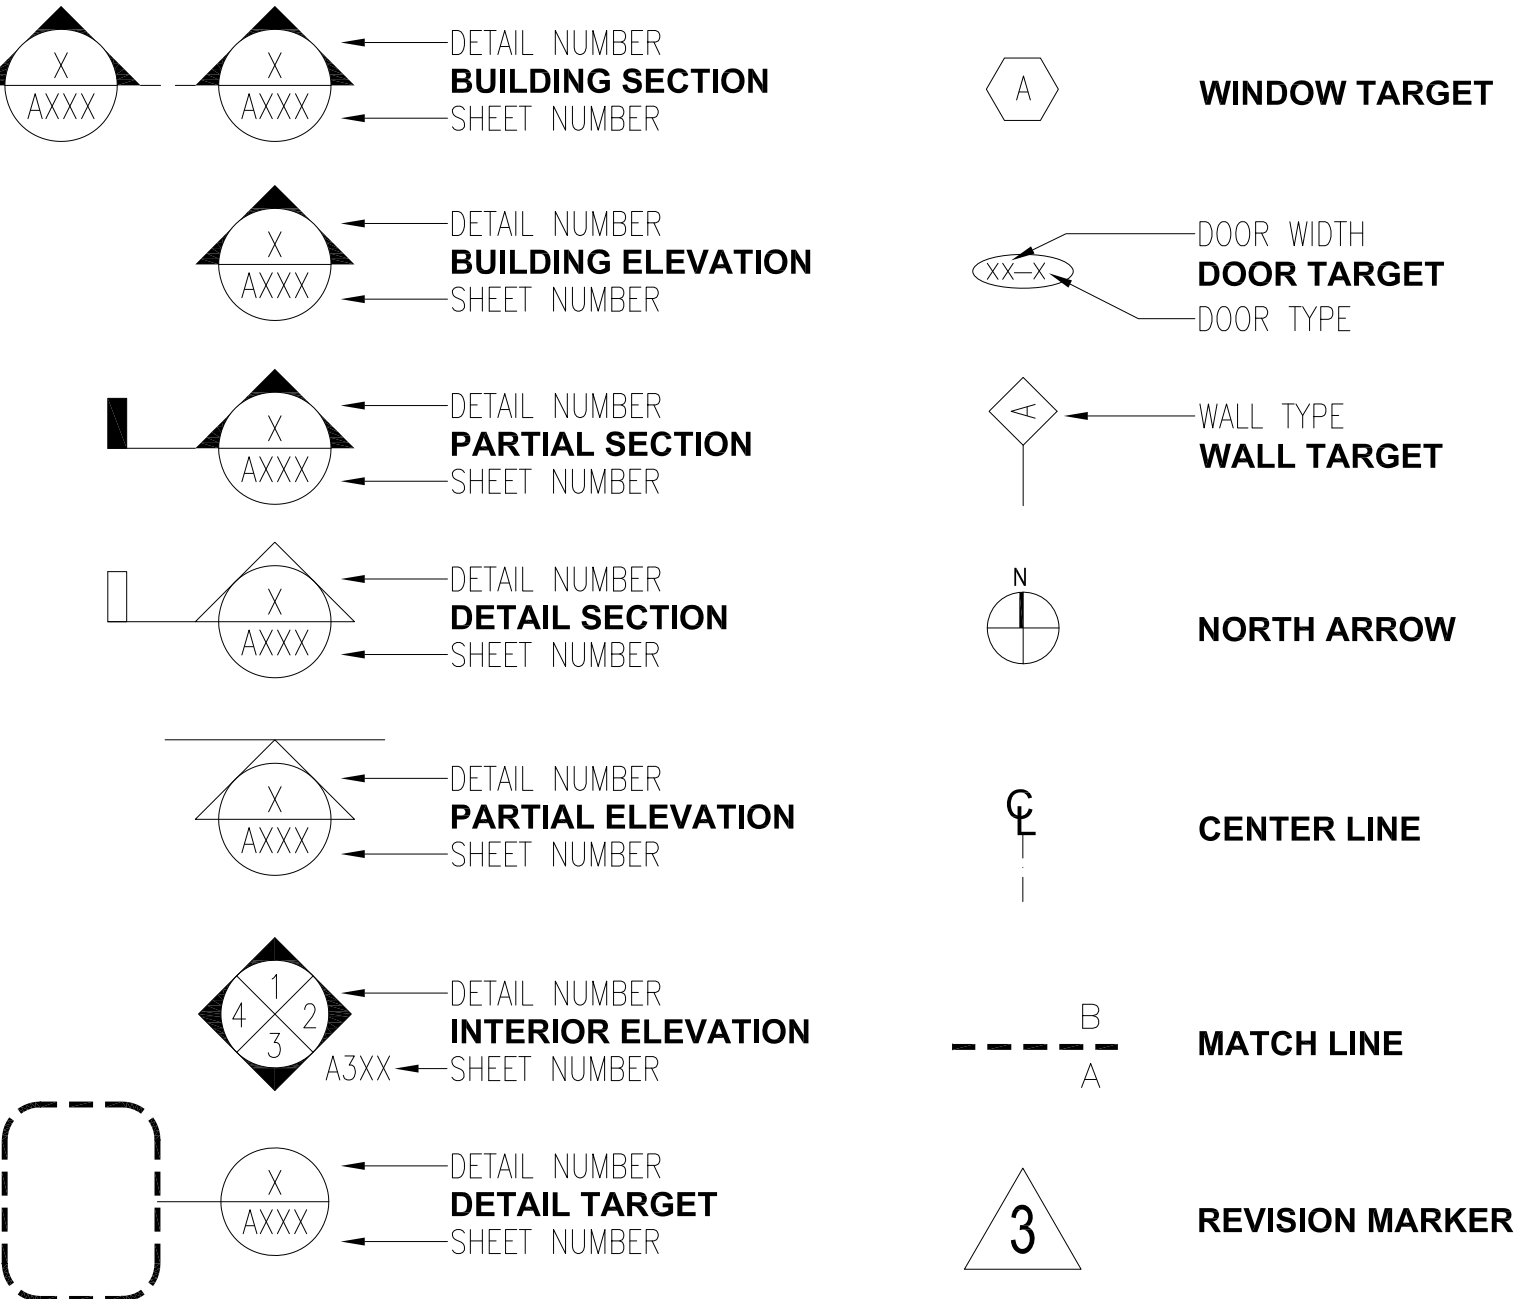 X
AXXX
X
AXXX
DETAIL NUMBER
BUILDING SECTION
SHEET NUMBER
X
AXXX
DETAIL NUMBER
BUILDING ELEVATION
SHEET NUMBER
X
AXXX
DETAIL NUMBER
PARTIAL SECTION
SHEET NUMBER
X
AXXX
DETAIL NUMBER
DETAIL SECTION
SHEET NUMBER
X
AXXX
DETAIL NUMBER
PARTIAL ELEVATION
SHEET NUMBER
1
4 2
3
A3XX
DETAIL NUMBER
INTERIOR ELEVATION
SHEET NUMBER
X
AXXX
DETAIL NUMBER
DETAIL TARGET
SHEET NUMBER
A
WINDOW TARGET
XX-X
DOOR WIDTH
DOOR TARGET
DOOR TYPE
A
WALL TYPE
WALL TARGET
N
NORTH ARROW
CL
CENTER LINE
B
A
MATCH LINE
3
REVISION MARKER